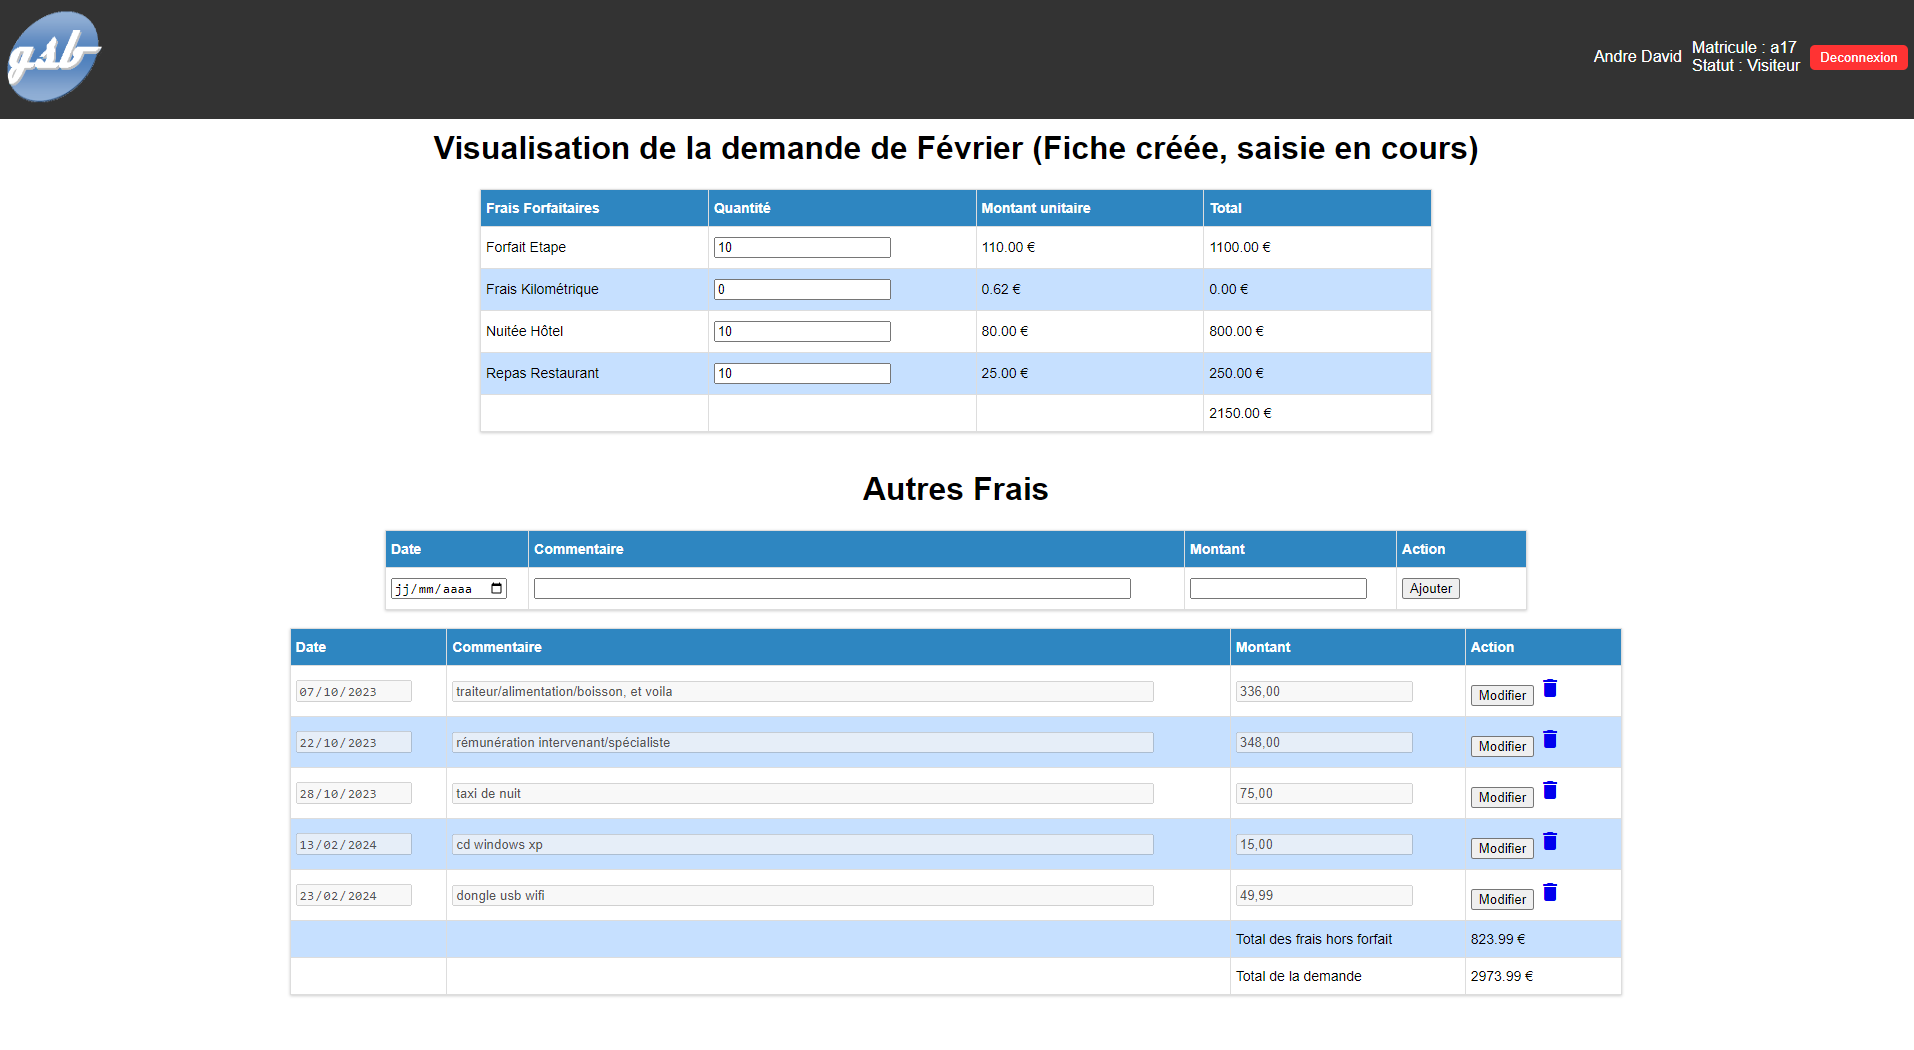 gsb
Andre David
Matricule : a17
Statut : Visiteur
Deconnexion
Visualisation de la demande de Février (Fiche créée, saisie en cours)
Frais Forfaitaires Quantité Montant unitaire Total
Forfait Etape 10 110.00 € 1100.00 €
Frais Kilométrique 0 0.62 € 0.00 €
Nuitée Hôtel 10 80.00 € 800.00 €
Repas Restaurant 10 25.00 € 250.00 €
2150.00 €
Autres Frais
Date Commentaire Montant Action
jj/mm/aaaa Ajouter
Date Commentaire Montant Action
07/10/2023 traiteur/alimentation/boisson, et voila 336,00 Modifier
22/10/2023 rémunération intervenant/spécialiste 348,00 Modifier
28/10/2023 taxi de nuit 75,00 Modifier
13/02/2024 cd windows xp 15,00 Modifier
23/02/2024 dongle usb wifi 49,99 Modifier
Total des frais hors forfait 823.99 €
Total de la demande 2973.99 €